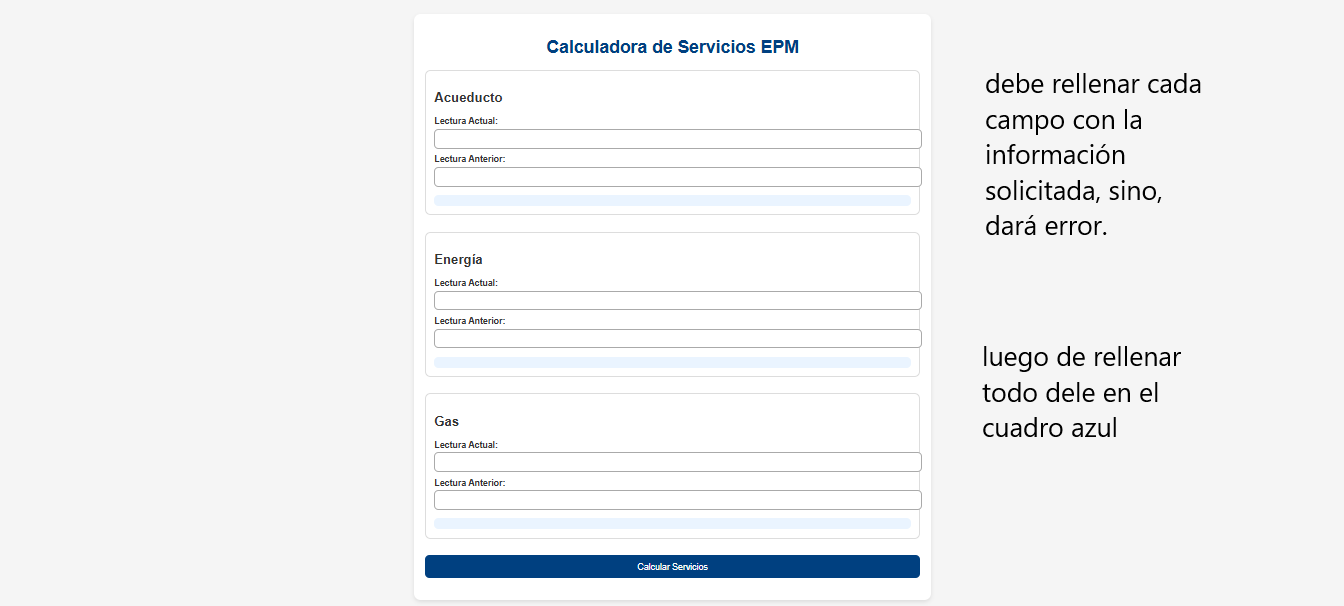 Calculadora de Servicios EPM
Acueducto
Lectura Actual:
Lectura Anterior:
Energía
Lectura Actual:
Lectura Anterior:
Gas
Lectura Actual:
Lectura Anterior:
Calcular Servicios
debe rellenar cada
campo con la
información
solicitada, sino,
dará error.
luego de rellenar
todo dele en el
cuadro azul